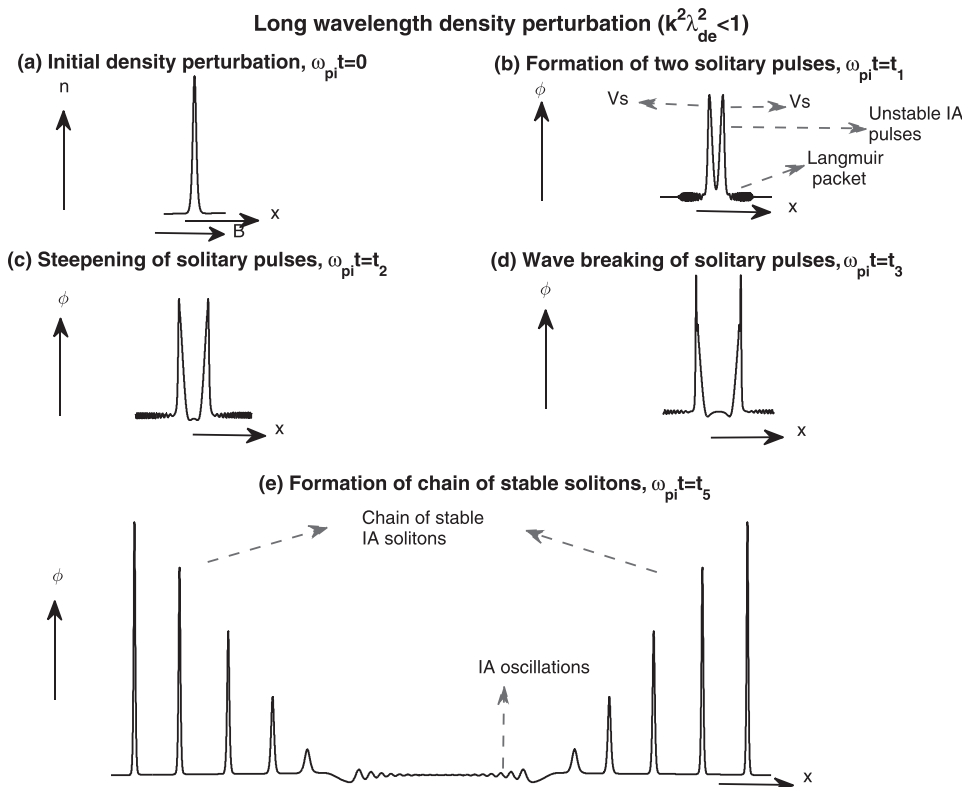 Long wavelength density perturbation (k²λ²de<1)
(a) Initial density perturbation, ωpit=0
n
x
B
(b) Formation of two solitary pulses, ωpit=t1
ϕ
Vs
Vs
Unstable IA
pulses
Langmuir
packet
x
(c) Steepening of solitary pulses, ωpit=t2
ϕ
x
(d) Wave breaking of solitary pulses, ωpit=t3
ϕ
x
(e) Formation of chain of stable solitons, ωpit=t5
Chain of stable
IA solitons
ϕ
IA oscillations
x